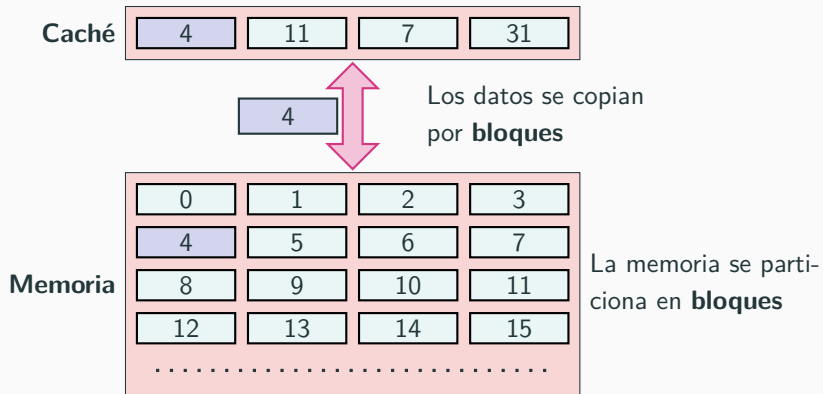 Caché
4 11 7 31
4
Los datos se copian
por bloques
Memoria
0 1 2 3
4 5 6 7
8 9 10 11
12 13 14 15
. . . . . . . . . . . . . . . . . . . . . . . . . . . . . .
La memoria se parti-
ciona en bloques